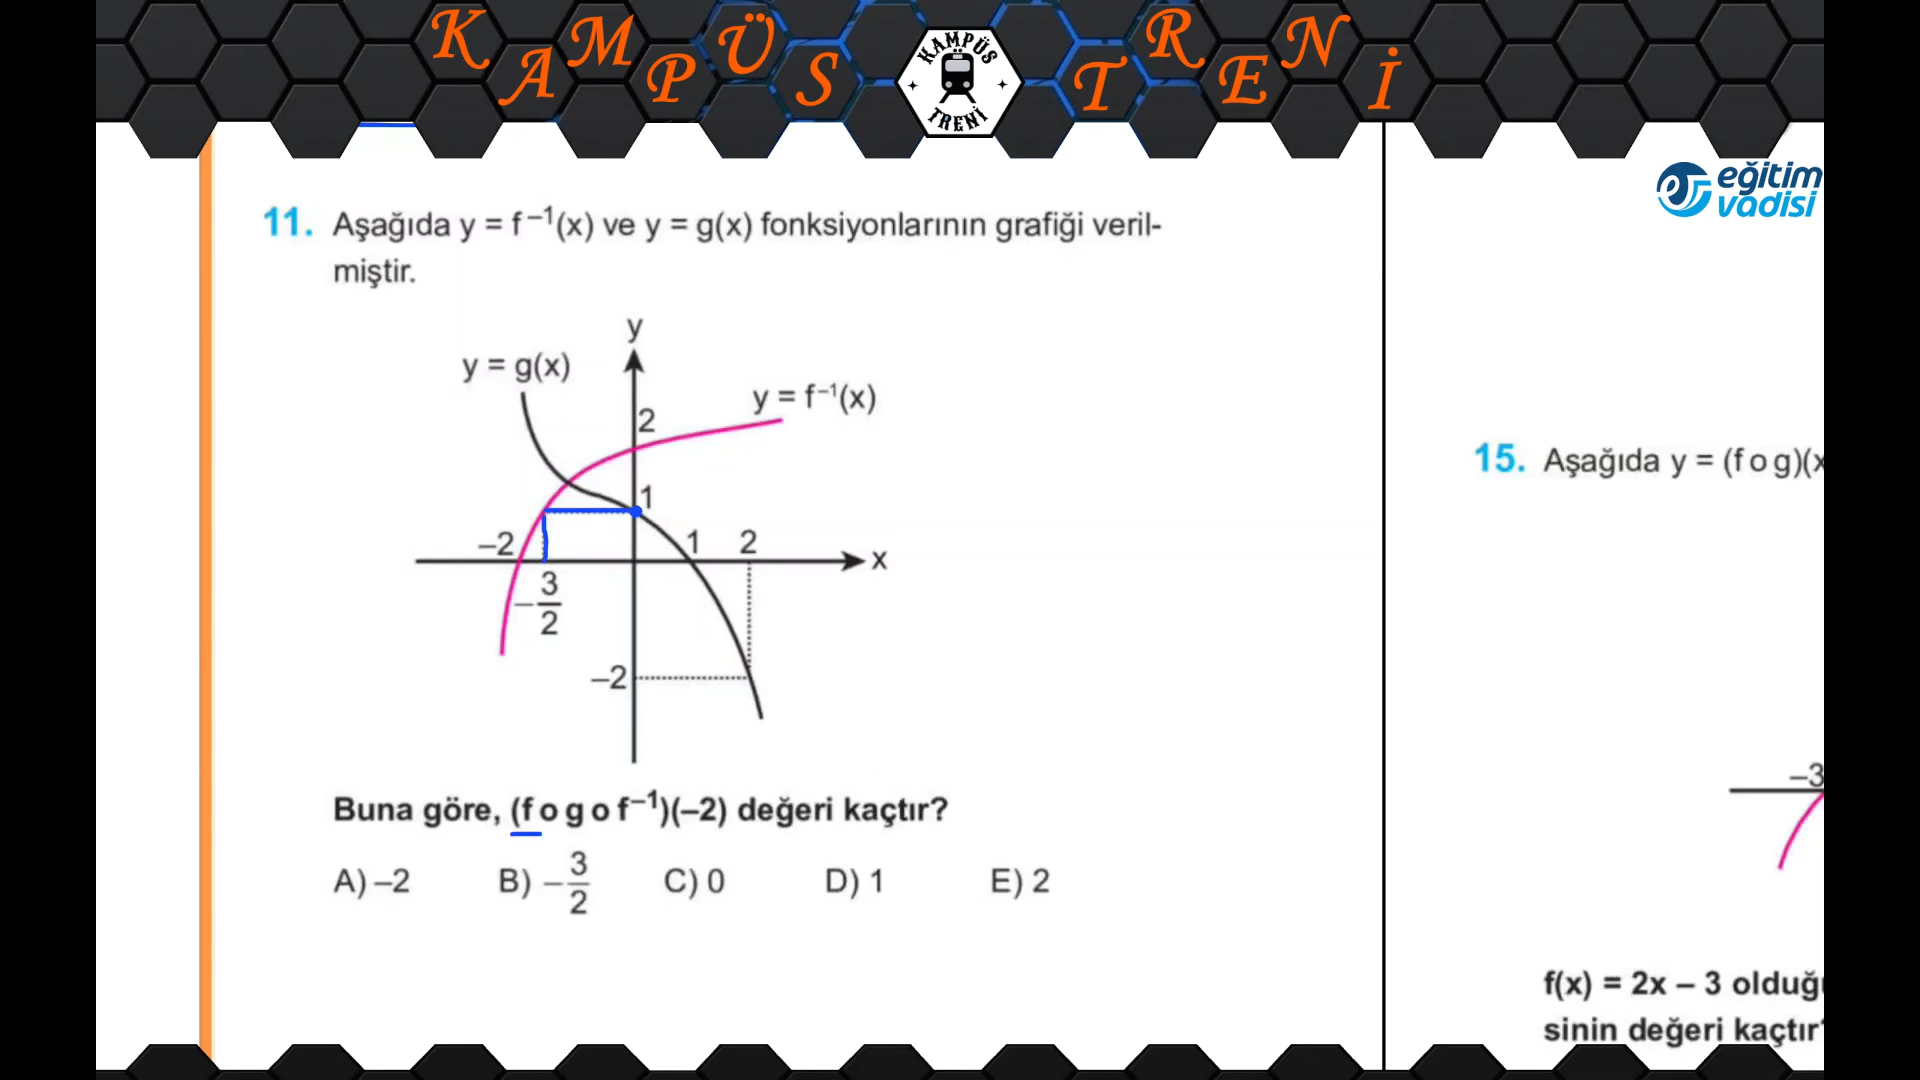 KAMPÜS TRENİ
KAMPÜS
TRENİ
eğitim
vadisi
11. Aşağıda y = f⁻¹(x) ve y = g(x) fonksiyonlarının grafiği veril-
miştir.
y
y = g(x)
y = f⁻¹(x)
2
1
–2
1
2
x
–3/2
–2
Buna göre, (f o g o f⁻¹)(–2) değeri kaçtır?
A) –2 B) –3/2 C) 0 D) 1 E) 2
15. Aşağıda y = (f o g)(x
–3
f(x) = 2x – 3 olduğ
sinin değeri kaçtır